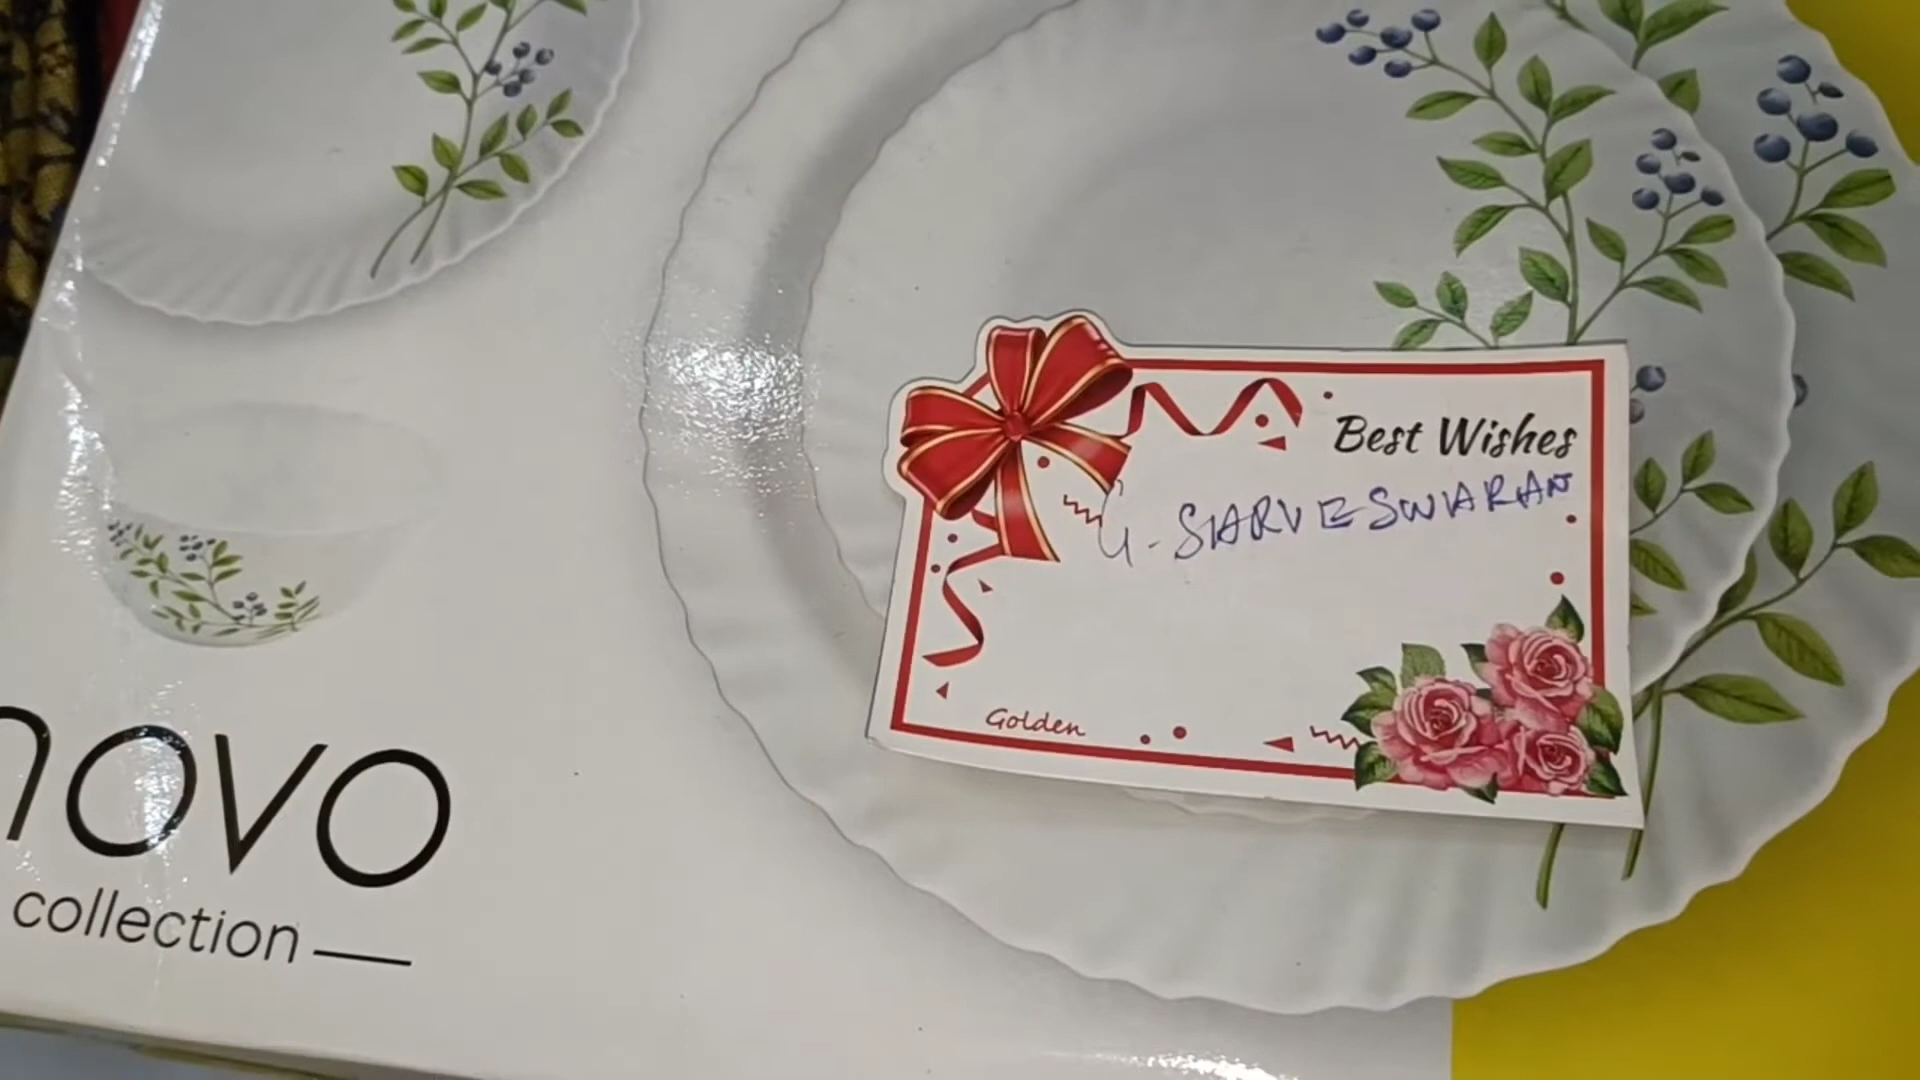 Best Wishes
G. SARVESWARAN
Golden
novo
collection